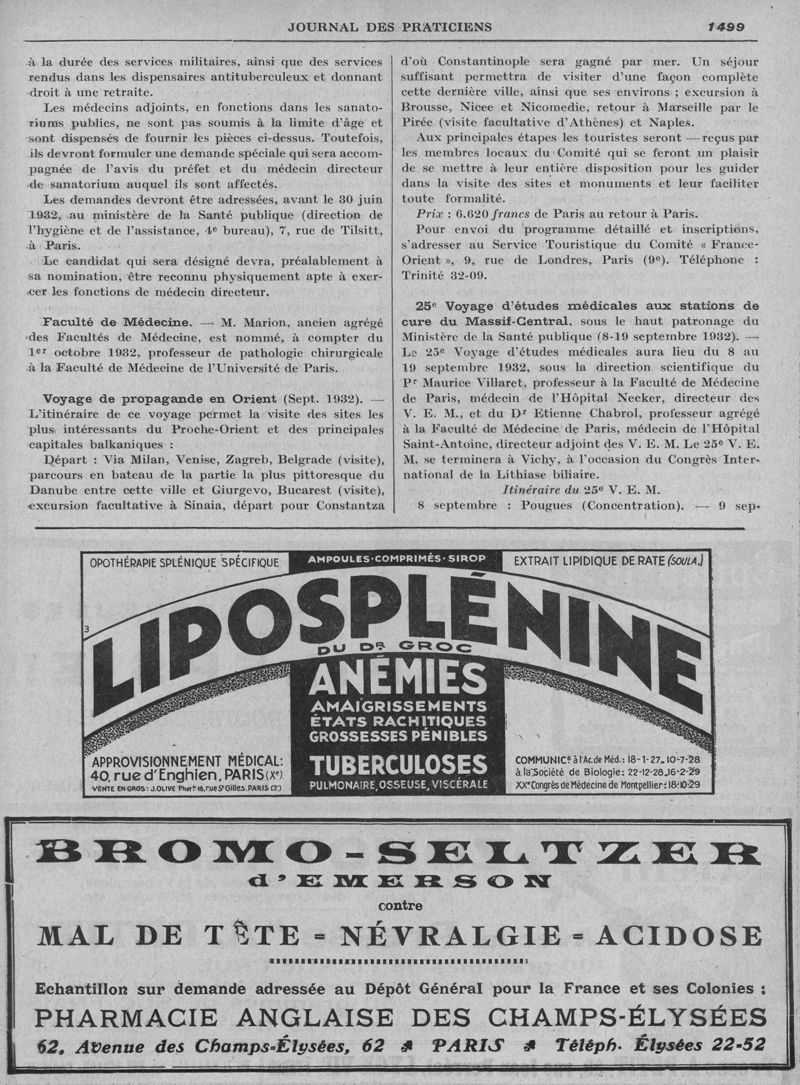 JOURNAL DES PRATICIENS 1499
à la durée des services militaires, ainsi que des services
rendus dans les dispensaires antituberculeux et donnant
droit à une retraite.
Les médecins adjoints, en fonctions dans les sanato-
riums publics, ne sont pas soumis à la limite d'âge et
sont dispensés de fournir les pièces ci-dessus. Toutefois,
ils devront formuler une demande spéciale qui sera accom-
pagnée de l'avis du préfet et du médecin directeur
de sanatorium auquel ils sont affectés.
Les demandes devront être adressées, avant le 30 juin
1932, au ministère de la Santé publique (direction de
l'hygiène et de l'assistance, 4e bureau), 7, rue de Tilsitt,
à Paris.
Le candidat qui sera désigné devra, préalablement à
sa nomination, être reconnu physiquement apte à exer-
cer les fonctions de médecin directeur.
Faculté de Médecine. — M. Marion, ancien agrégé
des Facultés de Médecine, est nommé, à compter du
1er octobre 1932, professeur de pathologie chirurgicale
à la Faculté de Médecine de l'Université de Paris.
Voyage de propagande en Orient (Sept. 1932). —
L'itinéraire de ce voyage permet la visite des sites les
plus intéressants du Proche-Orient et des principales
capitales balkaniques :
Départ : Via Milan, Venise, Zagreb, Belgrade (visite),
parcours en bateau de la partie la plus pittoresque du
Danube entre cette ville et Giurgevo, Bucarest (visite),
excursion facultative à Sinaia, départ pour Constantza
d'où Constantinople sera gagné par mer. Un séjour
suffisant permettra de visiter d'une façon complète
cette dernière ville, ainsi que ses environs ; excursion à
Brousse, Nicee et Nicomedie, retour à Marseille par le
Pirée (visite facultative d'Athènes) et Naples.
Aux principales étapes les touristes seront — reçus par
les membres locaux du Comité qui se feront un plaisir
de se mettre à leur entière disposition pour les guider
dans la visite des sites et monuments et leur faciliter
toute formalité.
Prix : 6.620 francs de Paris au retour à Paris.
Pour envoi du programme détaillé et inscriptions,
s'adresser au Service Touristique du Comité « France-
Orient », 9, rue de Londres, Paris (9e). Téléphone :
Trinité 32-09.
25e Voyage d'études médicales aux stations de
cure du Massif-Central, sous le haut patronage du
Ministère de la Santé publique (8-19 septembre 1932). —
Le 25e Voyage d'études médicales aura lieu du 8 au
19 septembre 1932, sous la direction scientifique du
Pr Maurice Villaret, professeur à la Faculté de Médecine
de Paris, médecin de l'Hôpital Necker, directeur des
V. E. M., et du Dr Etienne Chabrol, professeur agrégé
à la Faculté de Médecine de Paris, médecin de l'Hôpital
Saint-Antoine, directeur adjoint des V. E. M. Le 25e V. E.
M. se terminera à Vichy, à l'occasion du Congrès Inter-
national de la Lithiase biliaire.
Itinéraire du 25e V. E. M.
8 septembre : Pougues (Concentration). — 9 sep-
OPOTHÉRAPIE SPLÉNIQUE SPÉCIFIQUE
AMPOULES·COMPRIMÉS·SIROP
EXTRAIT LIPIDIQUE DE RATE (SOULA.)
3
LIPOSPLÉNINE
DU DR GROC
ANÉMIES
AMAIGRISSEMENTS
ÉTATS RACHITIQUES
GROSSESSES PÉNIBLES
TUBERCULOSES
PULMONAIRE, OSSEUSE, VISCÉRALE
APPROVISIONNEMENT MÉDICAL:
40, rue d'Enghien, PARIS (Xe)
VENTE EN GROS : J. OLIVE Pharn 16, rue St Gilles, PARIS (3e)
COMMUNICs à l'Ac. de Méd.: 18-1-27_10-7-28
à la Société de Biologie: 22-12-28_16-2-29
XXe Congrès de Médecine de Montpellier: 18-10-29
BROMO-SELTZER
d'EMERSON
contre
MAL DE TÊTE = NÉVRALGIE = ACIDOSE
Echantillon sur demande adressée au Dépôt Général pour la France et ses Colonies :
PHARMACIE ANGLAISE DES CHAMPS-ÉLYSÉES
62, Avenue des Champs-Élysées, 62 PARIS Téléph. Élysées 22-52